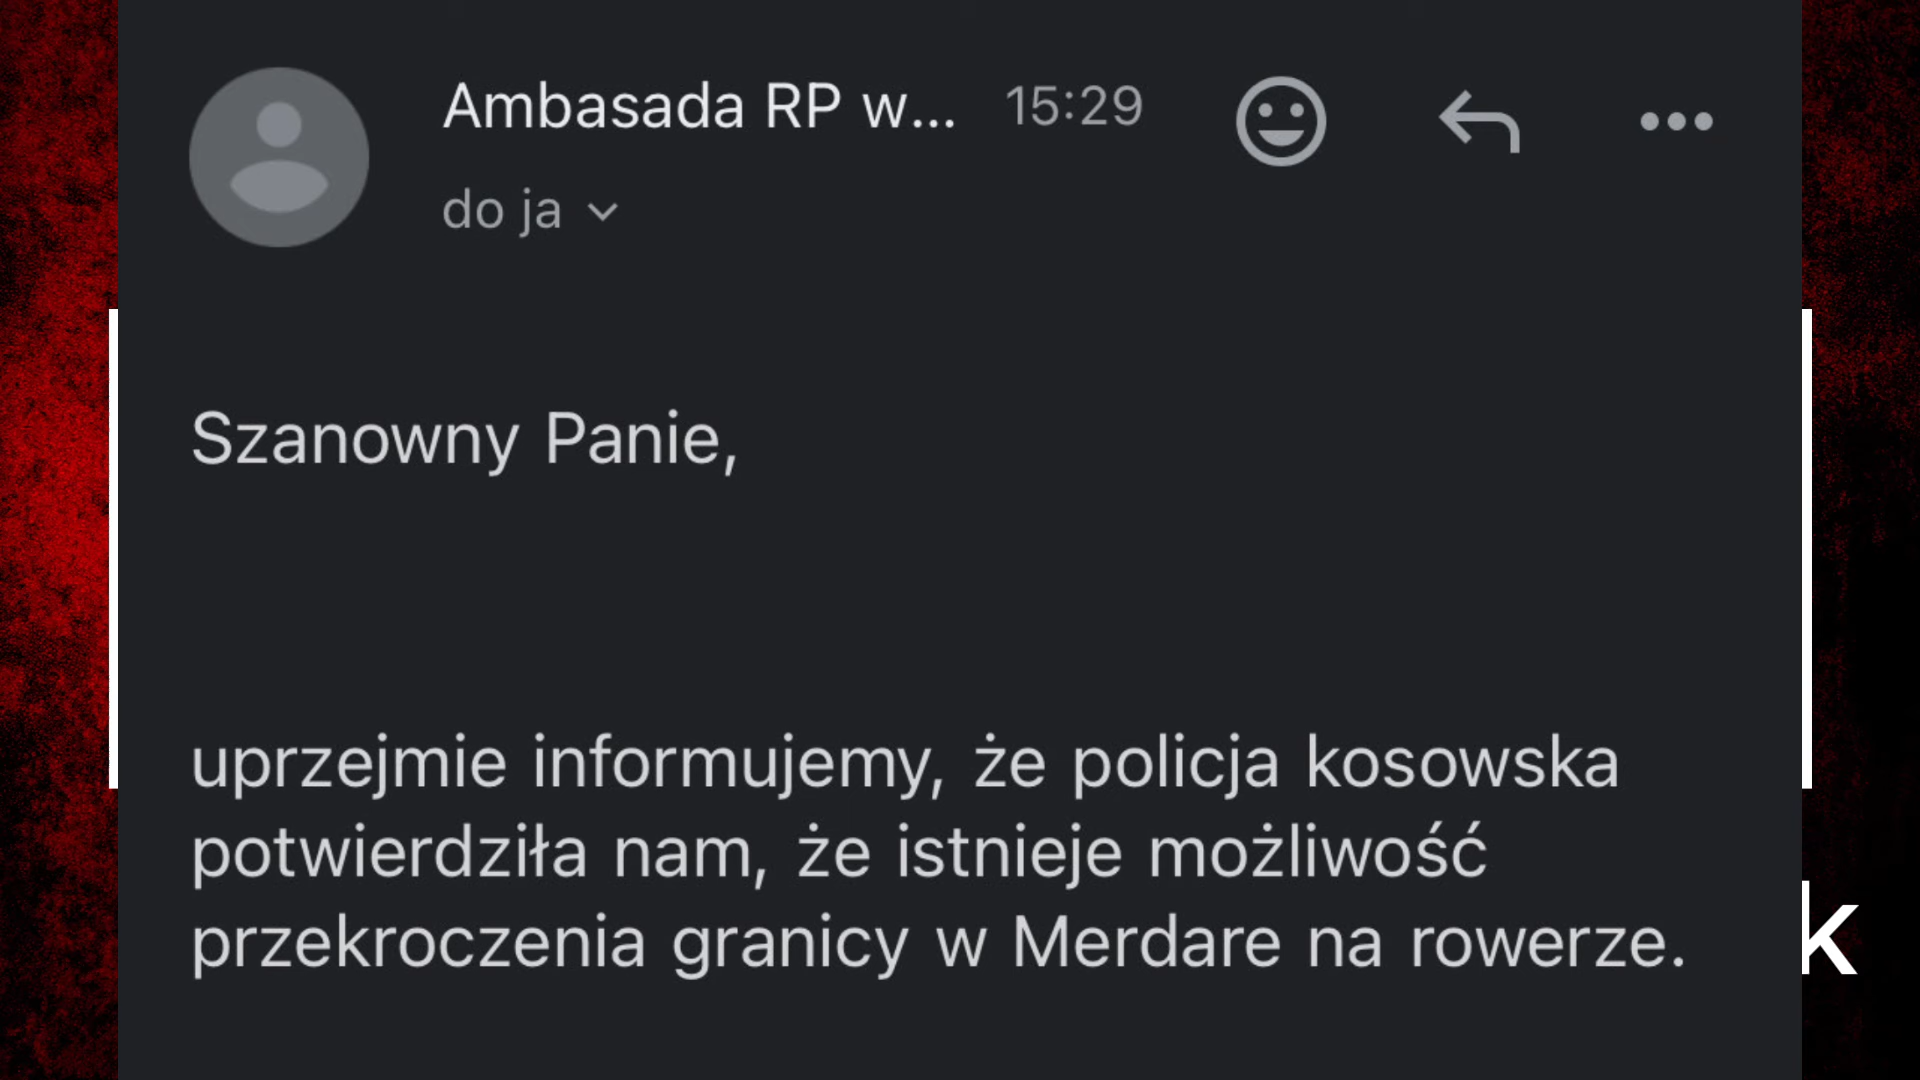 Ambasada RP w... 15:29
do ja
Szanowny Panie,
uprzejmie informujemy, że policja kosowska
potwierdziła nam, że istnieje możliwość
przekroczenia granicy w Merdare na rowerze.
k